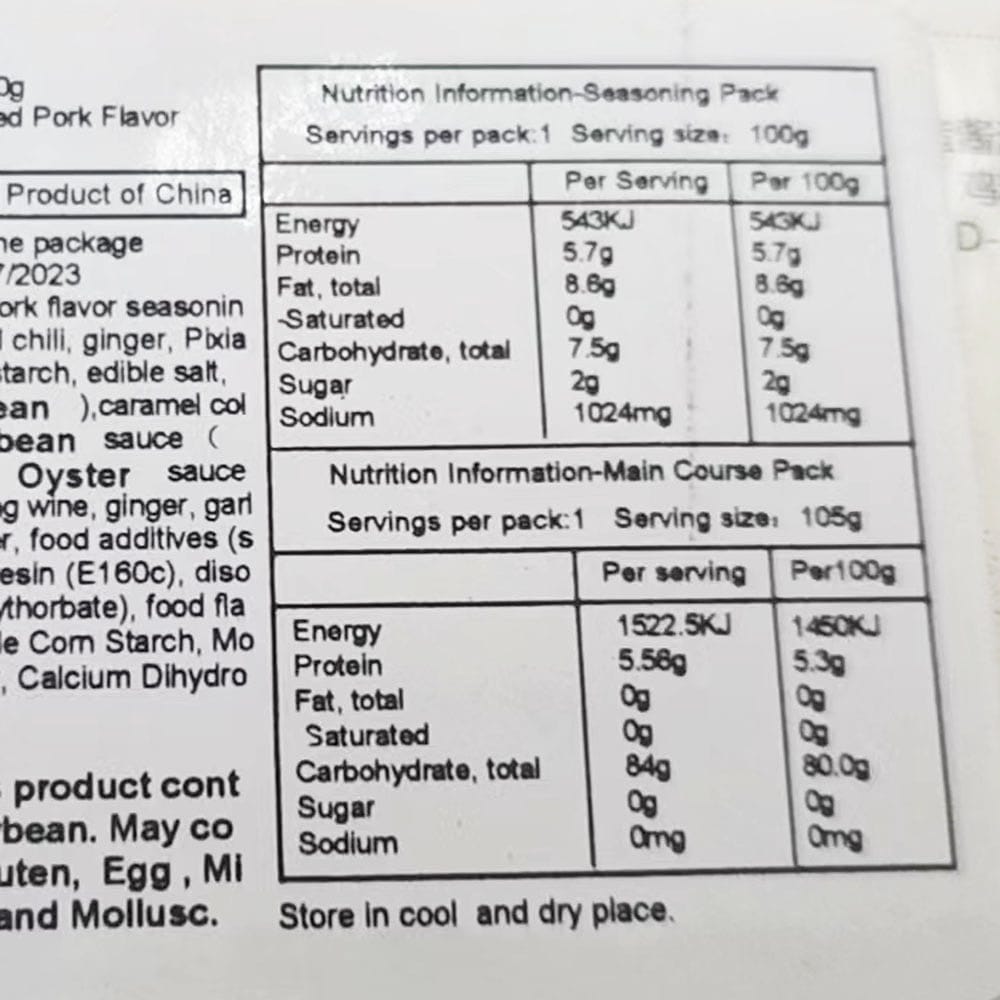 0g
ed Pork Flavor
Product of China
ne package
7/2023
ork flavor seasonin
chili, ginger, Pixia
tarch, edible salt,
ean ),caramel col
bean sauce (
Oyster sauce
g wine, ginger, garl
r, food additives (s
esin (E160c), diso
ythorbate), food fla
le Corn Starch, Mo
, Calcium Dihydro
product cont
bean. May co
uten, Egg , Mi
and Mollusc.
Nutrition Information-Seasoning Pack
Servings per pack:1 Serving size: 100g
Per Serving Per 100g
Energy 543KJ 543KJ
Protein 5.7g 5.7g
Fat, total 8.6g 8.6g
-Saturated 0g 0g
Carbohydrate, total 7.5g 7.5g
Sugar 2g 2g
Sodium 1024mg 1024mg
Nutrition Information-Main Course Pack
Servings per pack:1 Serving size: 105g
Per serving Per100g
Energy 1522.5KJ 1450KJ
Protein 5.56g 5.3g
Fat, total 0g 0g
Saturated 0g 0g
Carbohydrate, total 84g 80.0g
Sugar 0g 0g
Sodium 0mg 0mg
Store in cool and dry place.
D-